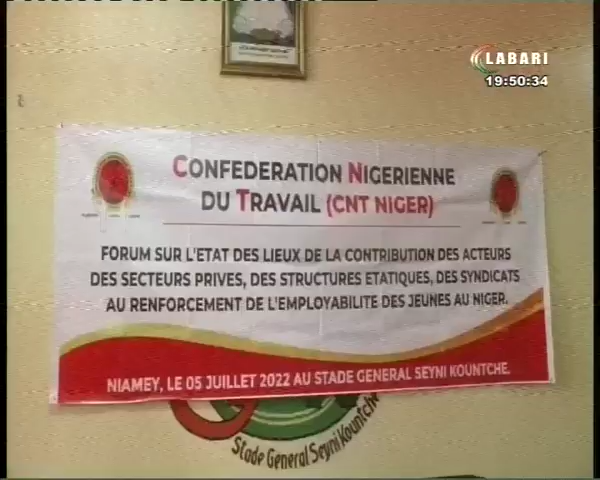 LABARI
19:50:34
CONFEDERATION NIGERIENNE
DU TRAVAIL (CNT NIGER)
FORUM SUR L'ETAT DES LIEUX DE LA CONTRIBUTION DES ACTEURS
DES SECTEURS PRIVES, DES STRUCTURES ETATIQUES, DES SYNDICATS
AU RENFORCEMENT DE L'EMPLOYABILITE DES JEUNES AU NIGER.
NIAMEY, LE 05 JUILLET 2022 AU STADE GENERAL SEYNI KOUNTCHE.
Stade General Seyni Kountche